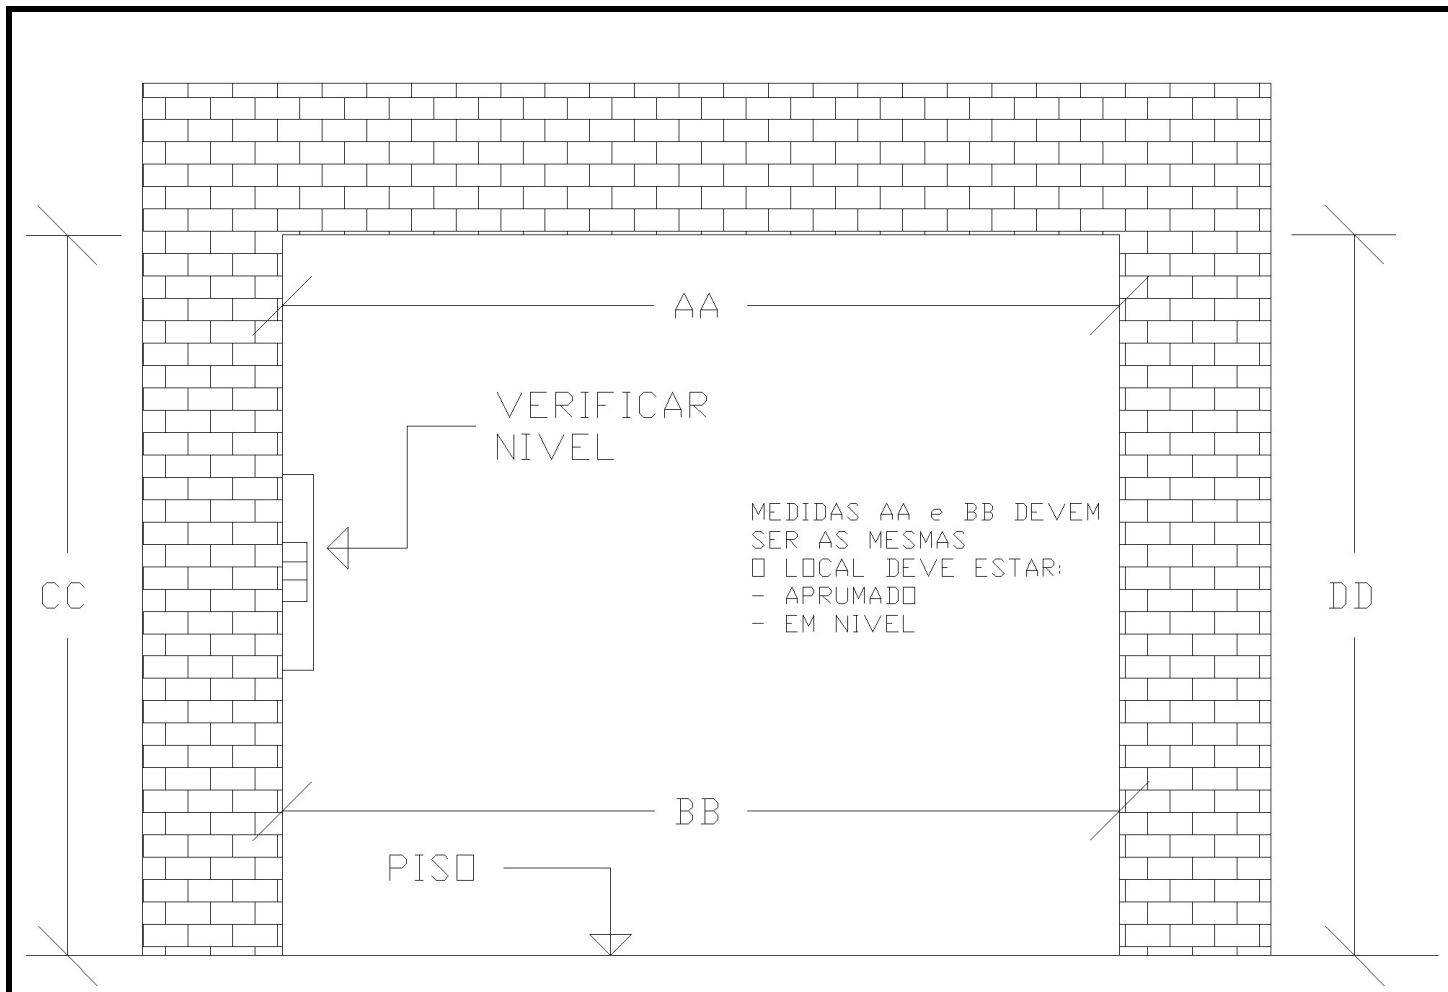 AA
VERIFICAR
NIVEL
MEDIDAS AA e BB DEVEM
SER AS MESMAS
O LOCAL DEVE ESTAR:
- APRUMADO
- EM NIVEL
CC
DD
BB
PISO